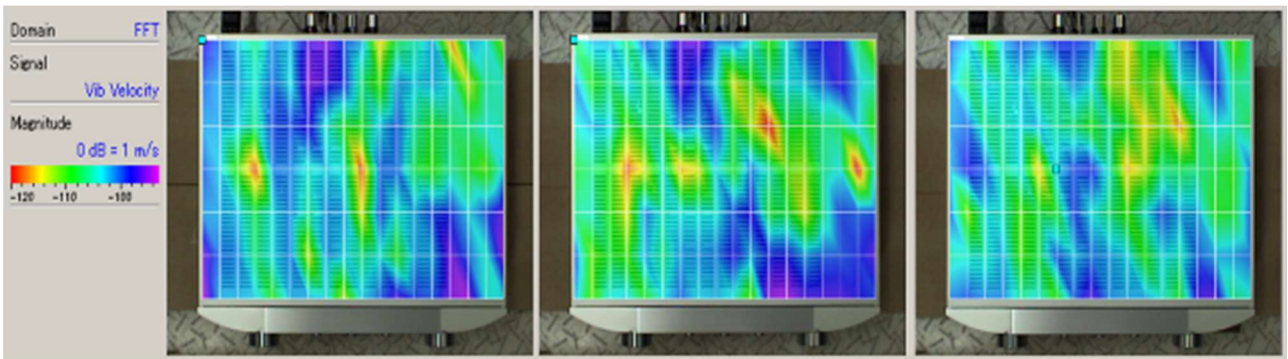 Domain FFT
Signal
Vib Velocity
Magnitude
0 dB = 1 m/s
-120 -110 -100